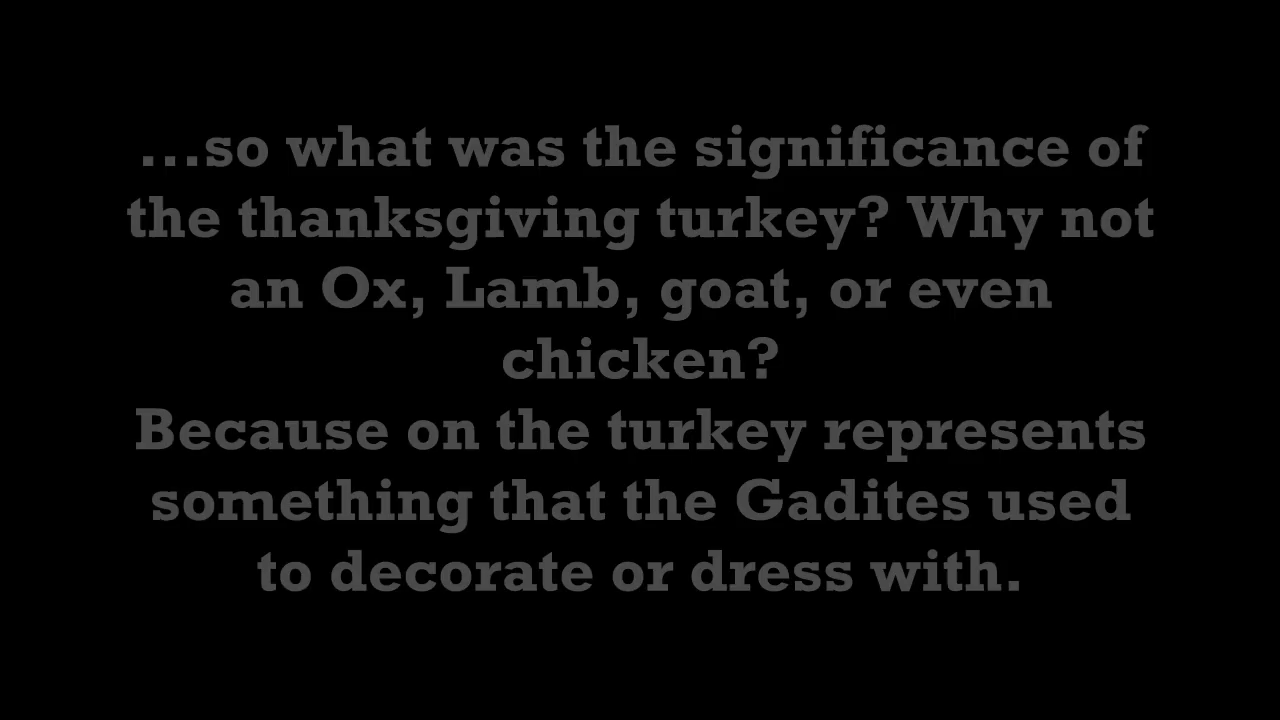 ...so what was the significance of
the thanksgiving turkey? Why not
an Ox, Lamb, goat, or even
chicken?
Because on the turkey represents
something that the Gadites used
to decorate or dress with.